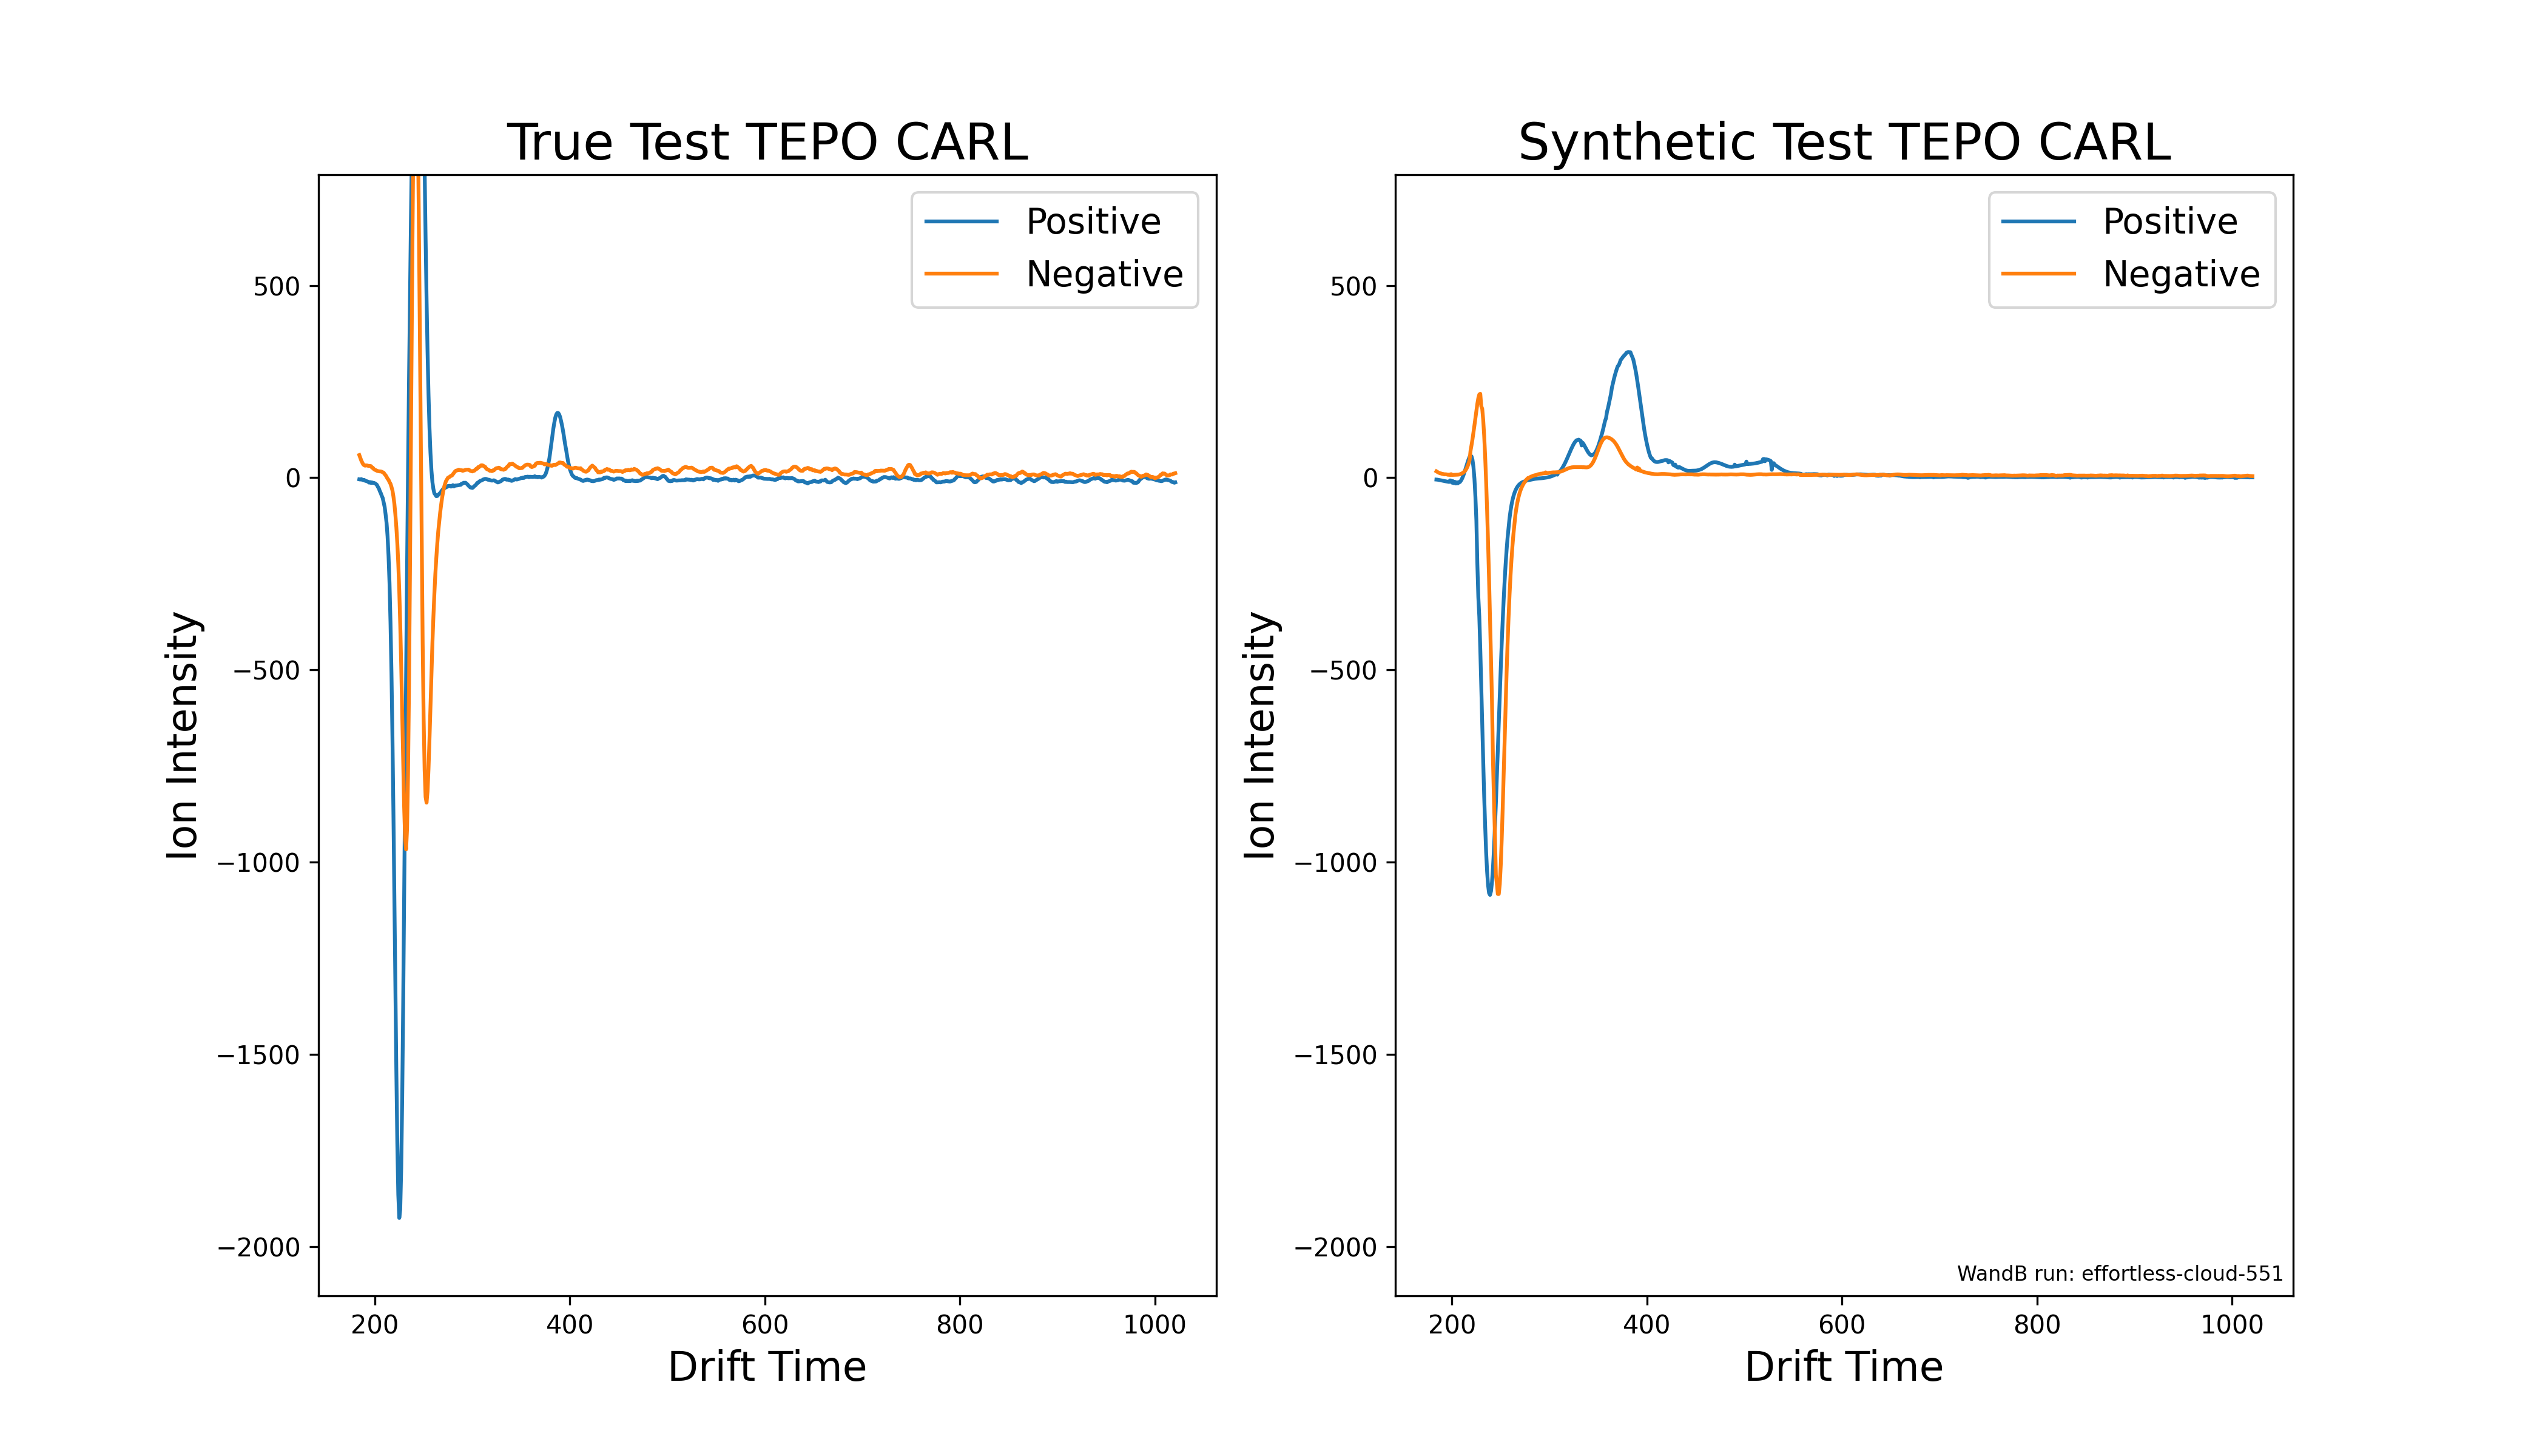 True Test TEPO CARL
Positive
Negative
500
0
−500
−1000
−1500
−2000
Ion Intensity
200 400 600 800 1000
Drift Time
Synthetic Test TEPO CARL
Positive
Negative
500
0
−500
−1000
−1500
−2000
Ion Intensity
WandB run: effortless-cloud-551
200 400 600 800 1000
Drift Time